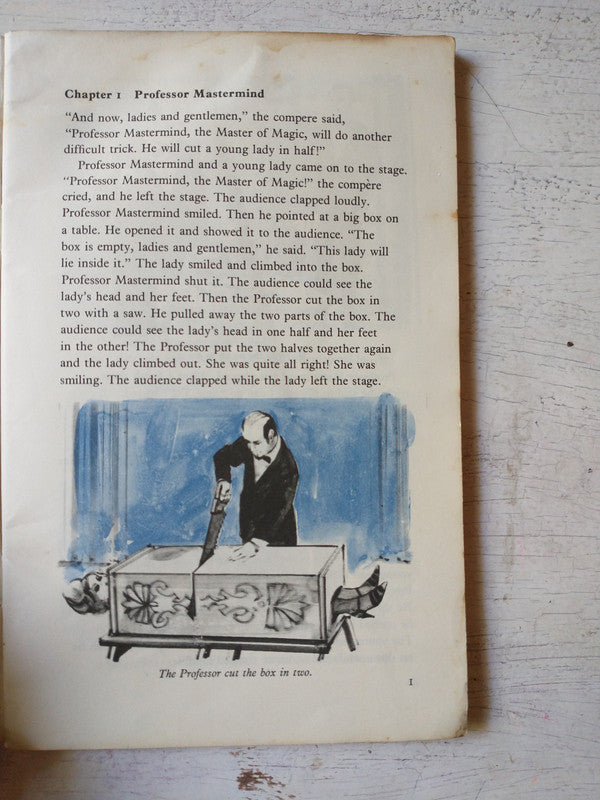 Chapter 1 Professor Mastermind
“And now, ladies and gentlemen,” the compere said,
“Professor Mastermind, the Master of Magic, will do another
difficult trick. He will cut a young lady in half!”
Professor Mastermind and a young lady came on to the stage.
“Professor Mastermind, the Master of Magic!” the compère
cried, and he left the stage. The audience clapped loudly.
Professor Mastermind smiled. Then he pointed at a big box on
a table. He opened it and showed it to the audience. “The
box is empty, ladies and gentlemen,” he said. “This lady will
lie inside it.” The lady smiled and climbed into the box.
Professor Mastermind shut it. The audience could see the
lady’s head and her feet. Then the Professor cut the box in
two with a saw. He pulled away the two parts of the box. The
audience could see the lady’s head in one half and her feet
in the other! The Professor put the two halves together again
and the lady climbed out. She was quite all right! She was
smiling. The audience clapped while the lady left the stage.
The Professor cut the box in two.
1